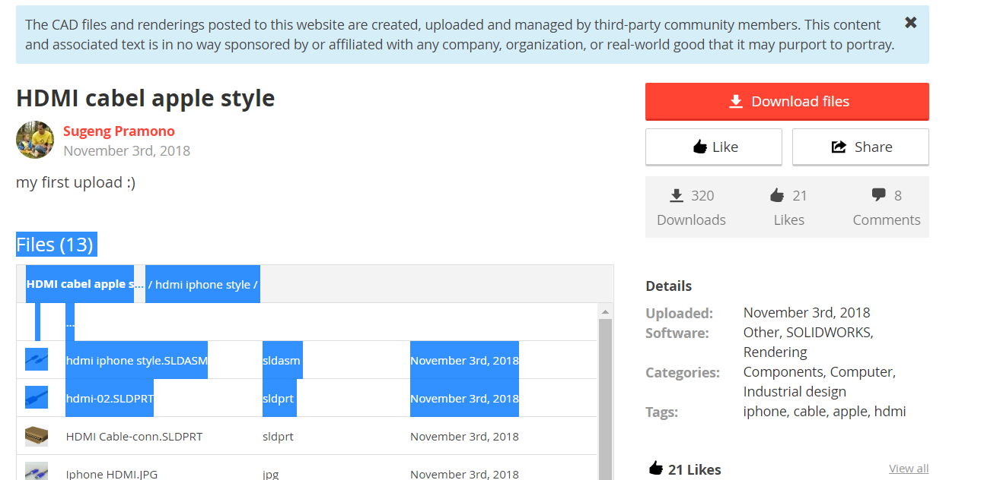 The CAD files and renderings posted to this website are created, uploaded and managed by third-party community members. This content
and associated text is in no way sponsored by or affiliated with any company, organization, or real-world good that it may purport to portray.
HDMI cabel apple style
Sugeng Pramono
November 3rd, 2018
my first upload :)
Files (13)
HDMI cabel apple s... / hdmi iphone style /
...
hdmi iphone style.SLDASM sldasm November 3rd, 2018
hdmi-02.SLDPRT sldprt November 3rd, 2018
HDMI Cable-conn.SLDPRT sldprt November 3rd, 2018
Iphone HDMI.JPG jpg November 3rd, 2018
Download files
Like Share
320 21 8
Downloads Likes Comments
Details
Uploaded: November 3rd, 2018
Software: Other, SOLIDWORKS,
Rendering
Categories: Components, Computer,
Industrial design
Tags: iphone, cable, apple, hdmi
21 Likes View all